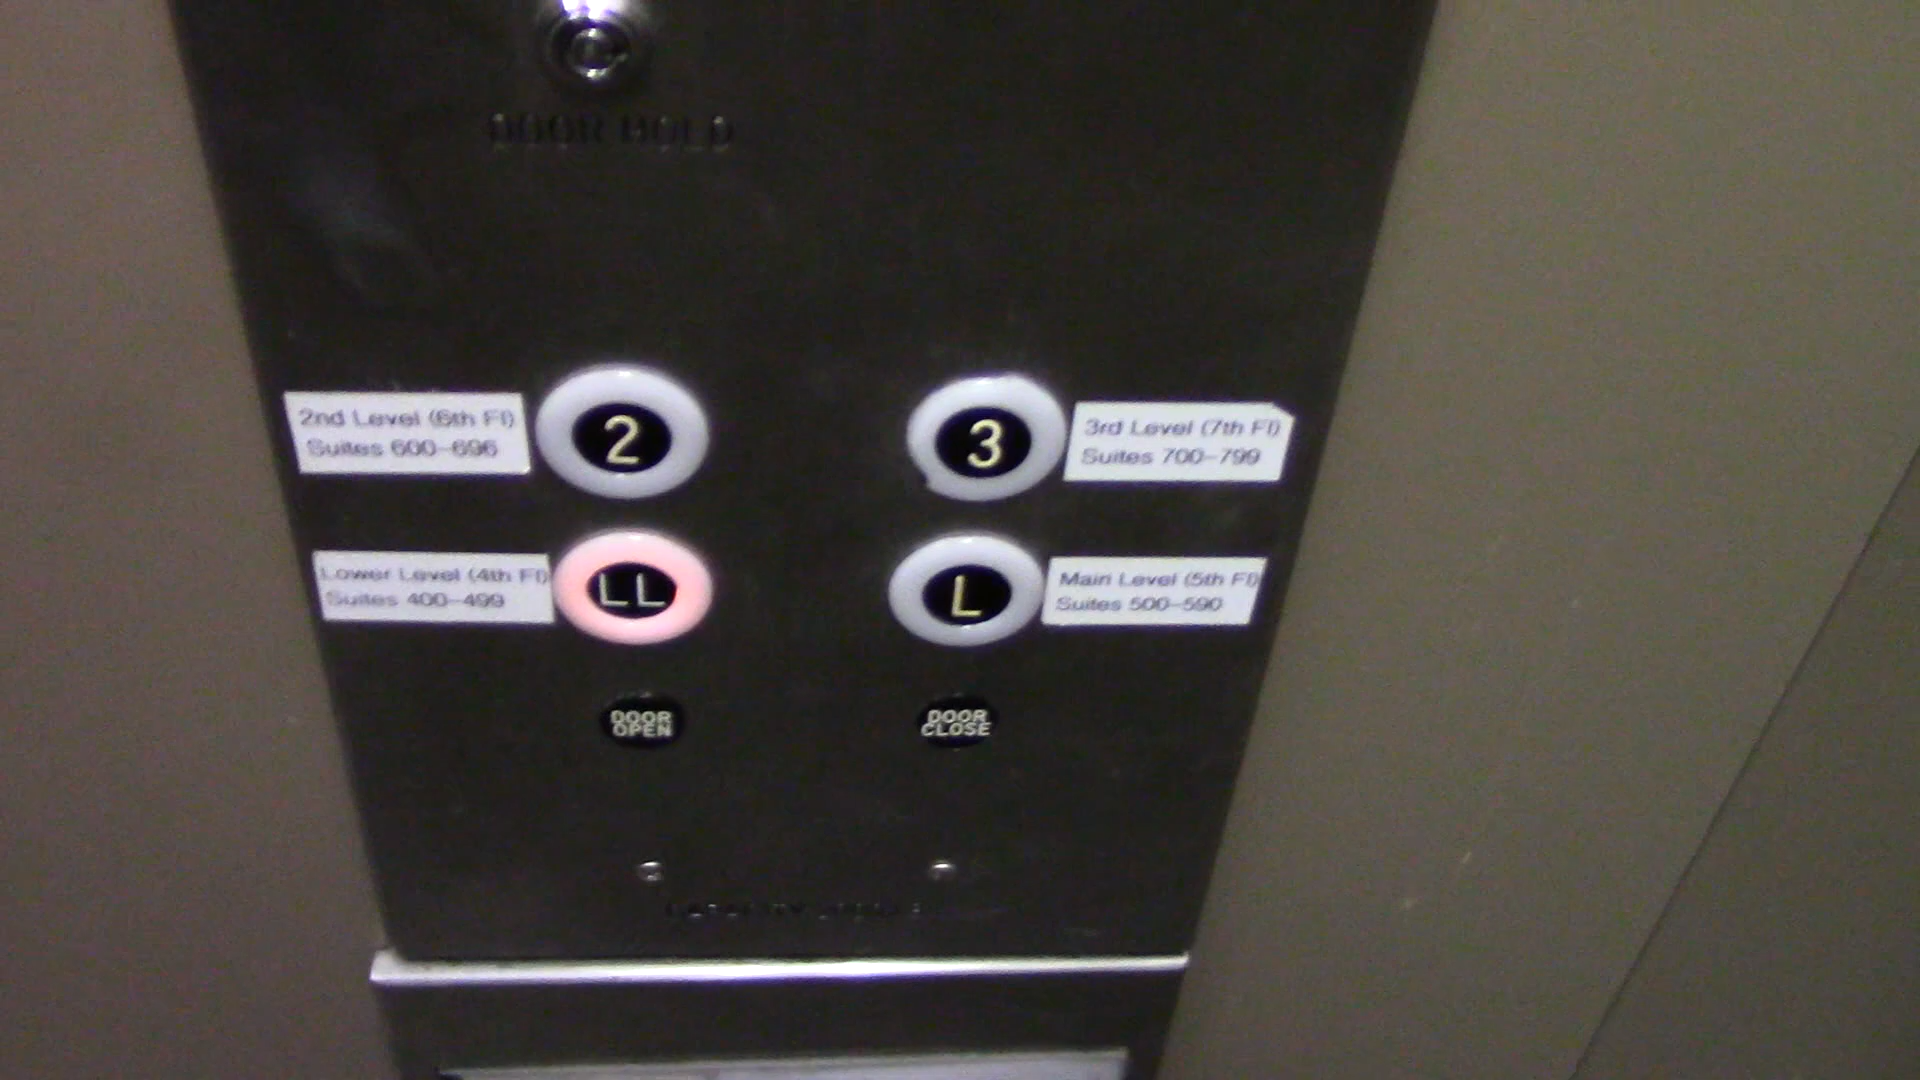 DOOR HOLD
2nd Level (6th Fl)
Suites 600-696
2
3
3rd Level (7th Fl)
Suites 700-799
Lower Level (4th Fl)
Suites 400-499
LL
L
Main Level (5th Fl)
Suites 500-590
DOOR
OPEN
DOOR
CLOSE
CAPACITY